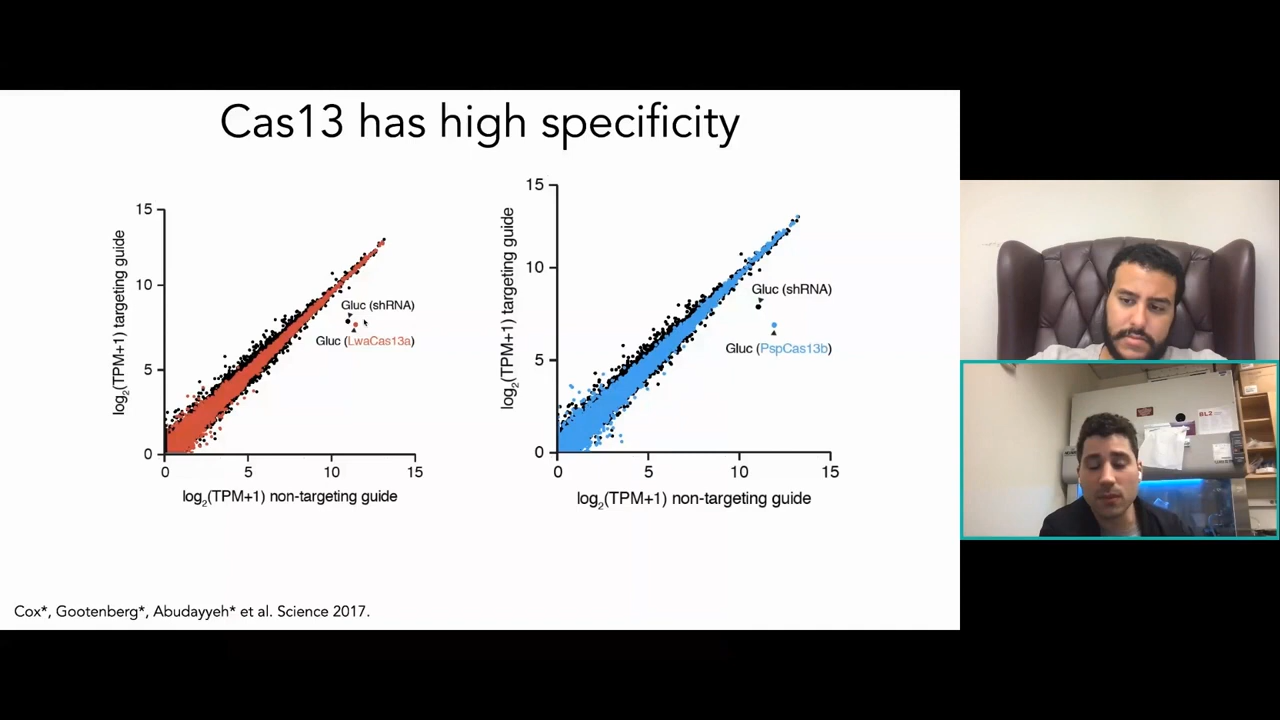 Cas13 has high specificity
15
10
5
0
log2(TPM+1) targeting guide
Gluc (shRNA)
Gluc (LwaCas13a)
0 5 10 15
log2(TPM+1) non-targeting guide
15
10
5
0
log2(TPM+1) targeting guide
Gluc (shRNA)
Gluc (PspCas13b)
0 5 10 15
log2(TPM+1) non-targeting guide
Cox*, Gootenberg*, Abudayyeh* et al. Science 2017.
BL2